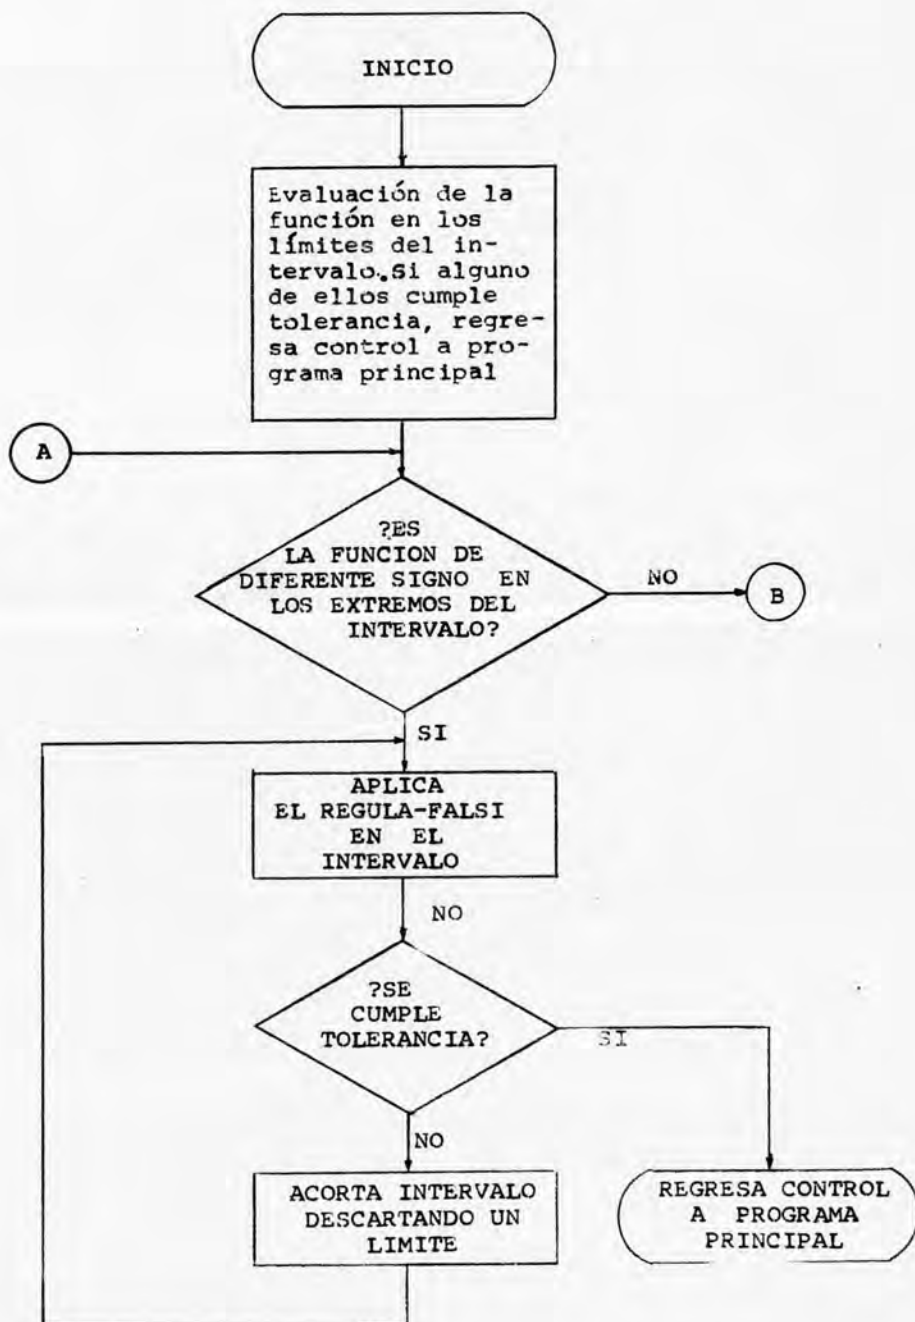 INICIO
Evaluación de la
función en los
límites del in-
tervalo. Si alguno
de ellos cumple
tolerancia, regre-
sa control a pro-
grama principal
A
?ES
LA FUNCION DE
DIFERENTE SIGNO EN
LOS EXTREMOS DEL
INTERVALO?
NO
B
SI
APLICA
EL REGULA-FALSI
EN EL
INTERVALO
NO
?SE
CUMPLE
TOLERANCIA?
SI
NO
ACORTA INTERVALO
DESCARTANDO UN
LIMITE
REGRESA CONTROL
A PROGRAMA
PRINCIPAL